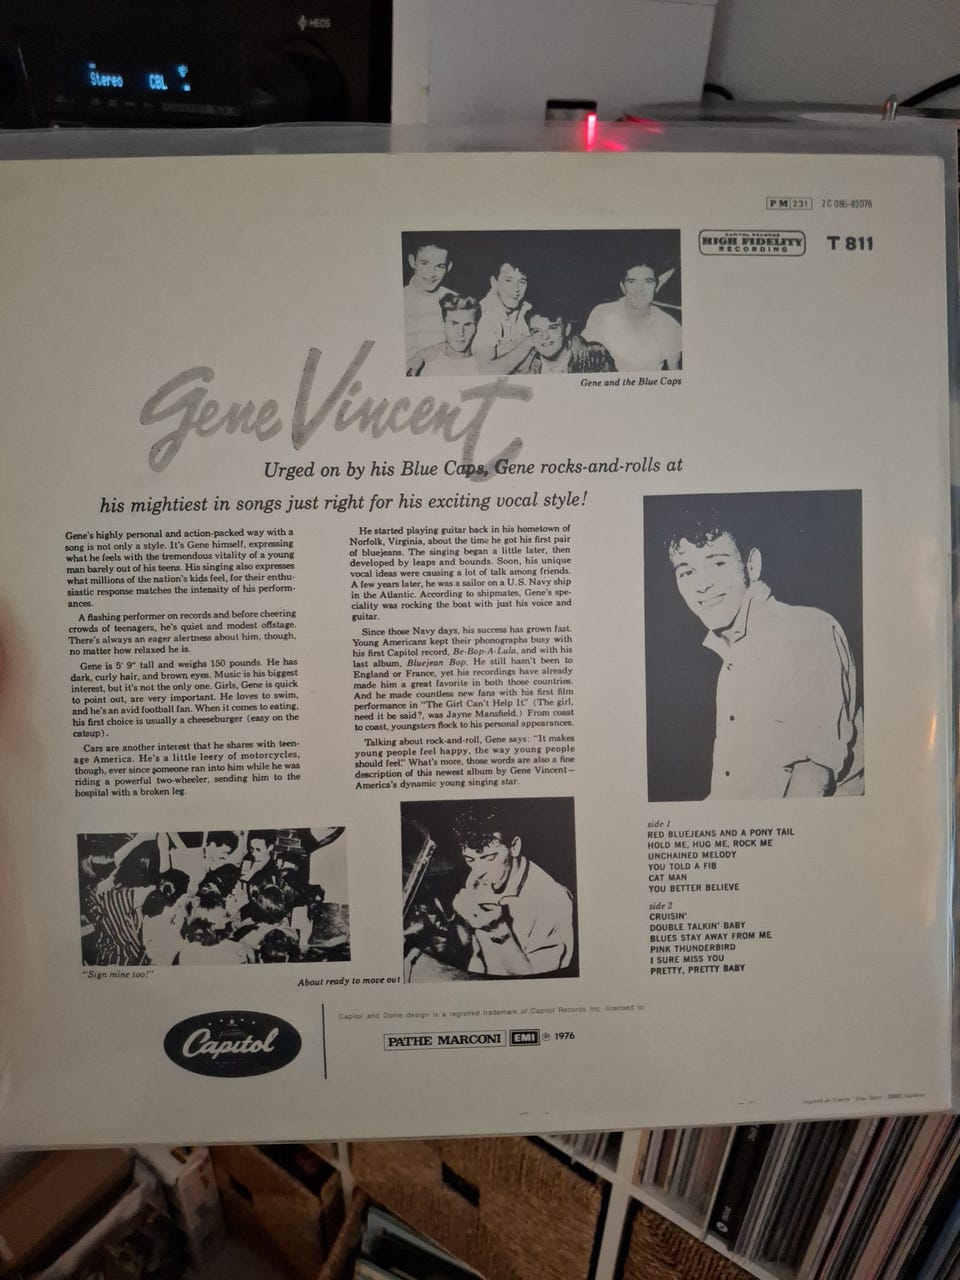 HEOS
Stereo CBL
PM 231 2C 066-82076
CAPITOL RECORDS
HIGH FIDELITY
RECORDING
T 811
Gene and the Blue Caps
Gene Vincent
Urged on by his Blue Caps, Gene rocks-and-rolls at
his mightiest in songs just right for his exciting vocal style!
Gene's highly personal and action-packed way with a
song is not only a style. It's Gene himself, expressing
what he feels with the tremendous vitality of a young
man barely out of his teens. His singing also expresses
what millions of the nation's kids feel, for their enthu-
siastic response matches the intensity of his perform-
ances.
A flashing performer on records and before cheering
crowds of teenagers, he's quiet and modest offstage.
There's always an eager alertness about him, though,
no matter how relaxed he is.
Gene is 5' 9" tall and weighs 150 pounds. He has
dark, curly hair, and brown eyes. Music is his biggest
interest, but it's not the only one. Girls, Gene is quick
to point out, are very important. He loves to swim,
and he's an avid football fan. When it comes to eating,
his first choice is usually a cheeseburger (easy on the
catsup).
Cars are another interest that he shares with teen-
age America. He's a little leery of motorcycles,
though, ever since someone ran into him while he was
riding a powerful two-wheeler, sending him to the
hospital with a broken leg.
He started playing guitar back in his hometown of
Norfolk, Virginia, about the time he got his first pair
of bluejeans. The singing began a little later, then
developed by leaps and bounds. Soon, his unique
vocal ideas were causing a lot of talk among friends.
A few years later, he was a sailor on a U.S. Navy ship
in the Atlantic. According to shipmates, Gene's spe-
ciality was rocking the boat with just his voice and
guitar.
Since those Navy days, his success has grown fast.
Young Americans kept their phonographs busy with
his first Capitol record, Be-Bop-A-Lula, and with his
last album, Bluejean Bop. He still hasn't been to
England or France, yet his recordings have already
made him a great favorite in both those countries.
And he made countless new fans with his first film
performance in "The Girl Can't Help It." (The girl,
need it be said?, was Jayne Mansfield.) From coast
to coast, youngsters flock to his personal appearances.
Talking about rock-and-roll, Gene says: "It makes
young people feel happy, the way young people
should feel." What's more, those words are also a fine
description of this newest album by Gene Vincent—
America's dynamic young singing star.
side 1
RED BLUEJEANS AND A PONY TAIL
HOLD ME, HUG ME, ROCK ME
UNCHAINED MELODY
YOU TOLD A FIB
CAT MAN
YOU BETTER BELIEVE
side 2
CRUISIN'
DOUBLE TALKIN' BABY
BLUES STAY AWAY FROM ME
PINK THUNDERBIRD
I SURE MISS YOU
PRETTY, PRETTY BABY
"Sign mine too!"
About ready to move out
Capitol
Capitol and Dome design is a registred trademark of Capitol Records Inc. licensed to
PATHE MARCONI EMI ℗ 1976